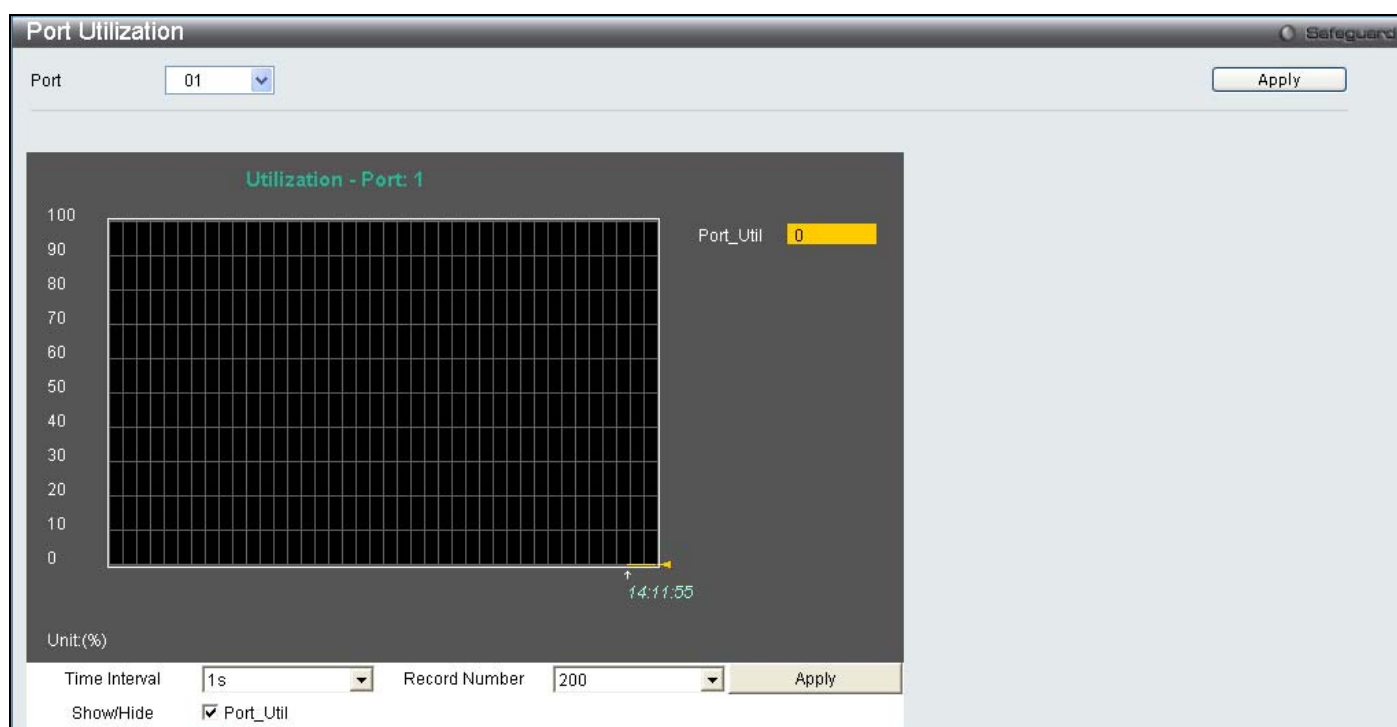 Port Utilization
Safeguard
Port 01 Apply
Utilization - Port: 1
100
90
80
70
60
50
40
30
20
10
0
Port_Util 0
14:11:55
Unit:(%)
Time Interval 1s Record Number 200 Apply
Show/Hide Port_Util